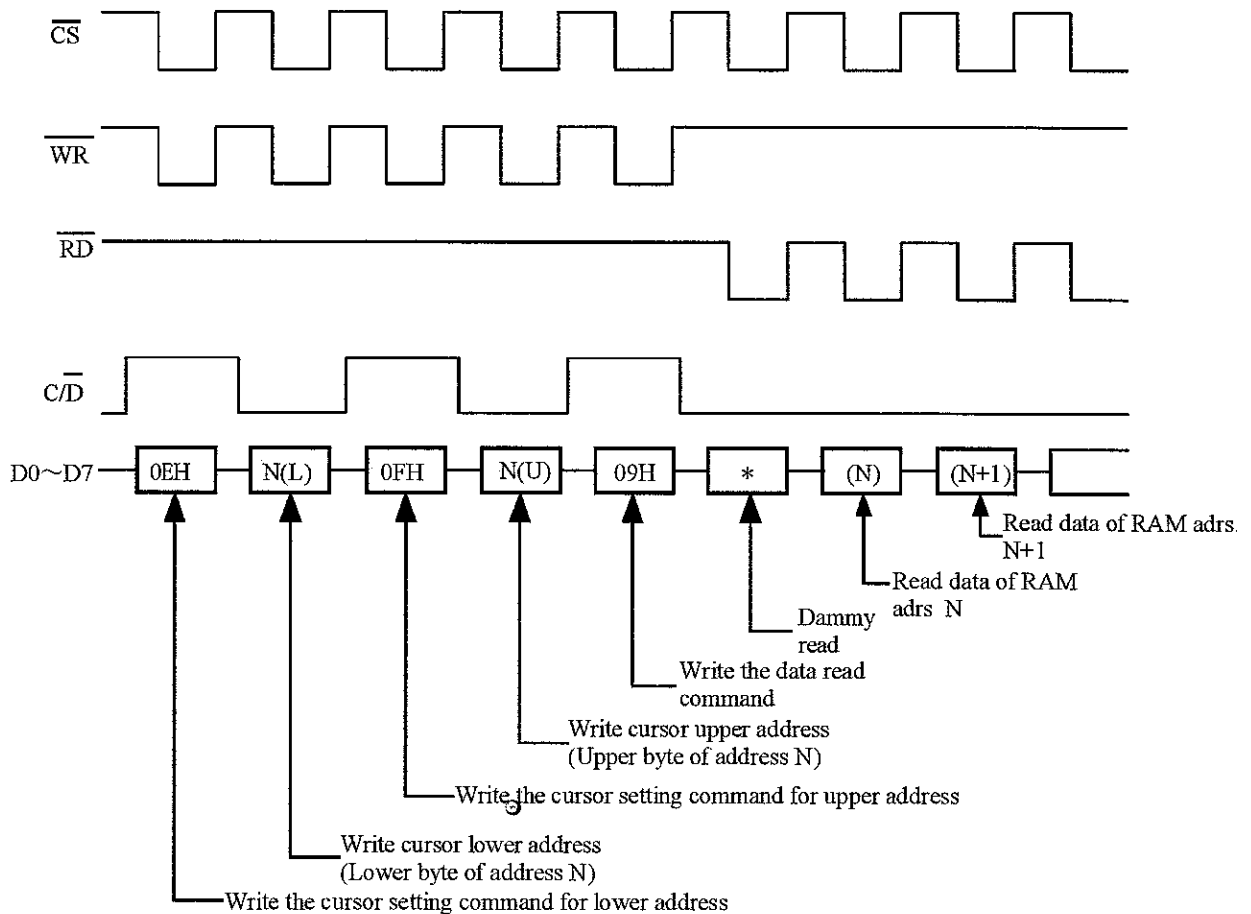 CS
WR
RD
C/D
D0～D7
0EH
N(L)
0FH
N(U)
09H
*
(N)
(N+1)
Read data of RAM adrs.
N+1
Read data of RAM
adrs N
Dammy
read
Write the data read
command
Write cursor upper address
(Upper byte of address N)
Write the cursor setting command for upper address
Write cursor lower address
(Lower byte of address N)
Write the cursor setting command for lower address